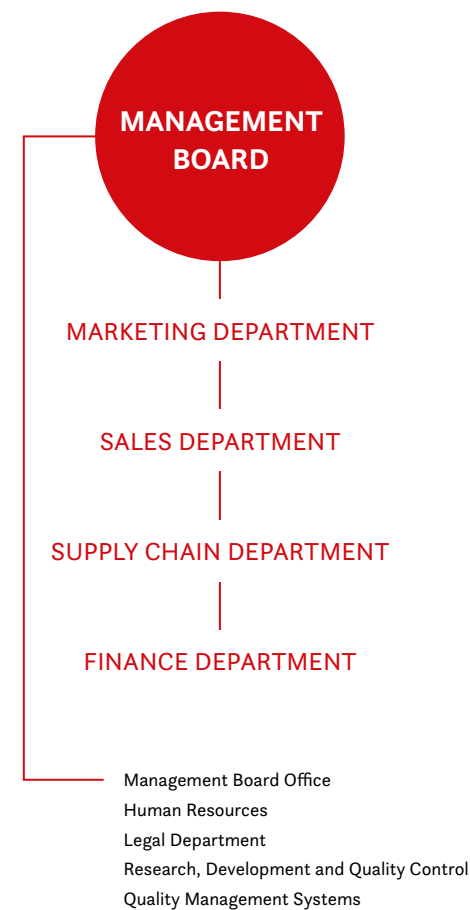 MANAGEMENT
BOARD
MARKETING DEPARTMENT
SALES DEPARTMENT
SUPPLY CHAIN DEPARTMENT
FINANCE DEPARTMENT
Management Board Office
Human Resources
Legal Department
Research, Development and Quality Control
Quality Management Systems